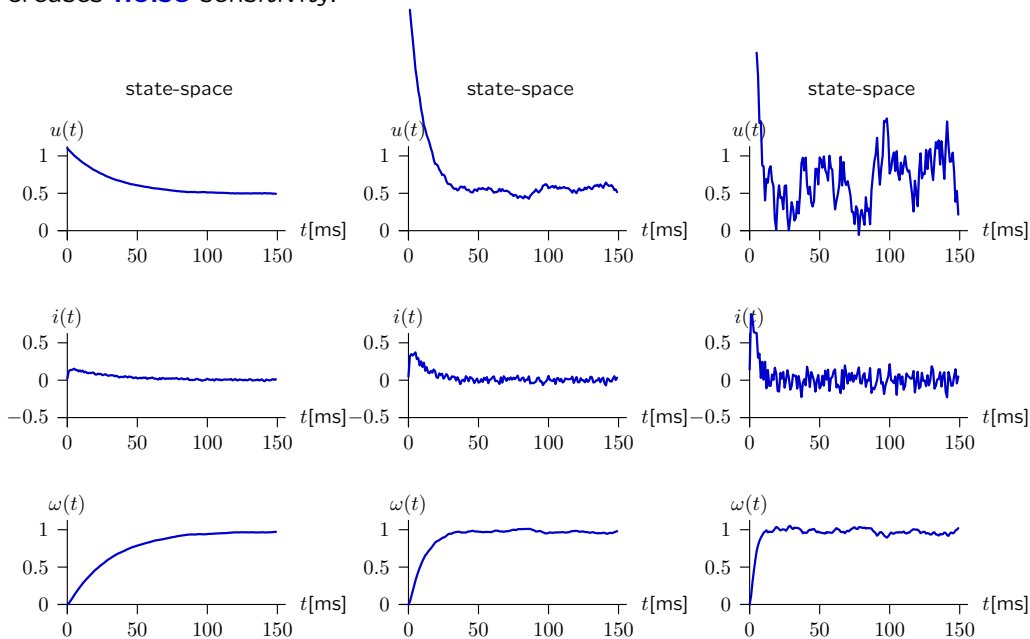 creases noise sensitivity.
state-space state-space state-space
u(t) u(t) u(t)
1 1 1
0.5 0.5 0.5
0 t[ms] 0 t[ms] 0 t[ms]
0 50 100 150 0 50 100 150 0 50 100 150
i(t) i(t) i(t)
0.5 0.5 0.5
0 0 0
−0.5 t[ms] −0.5 t[ms] −0.5 t[ms]
0 50 100 150 0 50 100 150 0 50 100 150
ω(t) ω(t) ω(t)
1 1 1
0.5 0.5 0.5
0 t[ms] 0 t[ms] 0 t[ms]
0 50 100 150 0 50 100 150 0 50 100 150